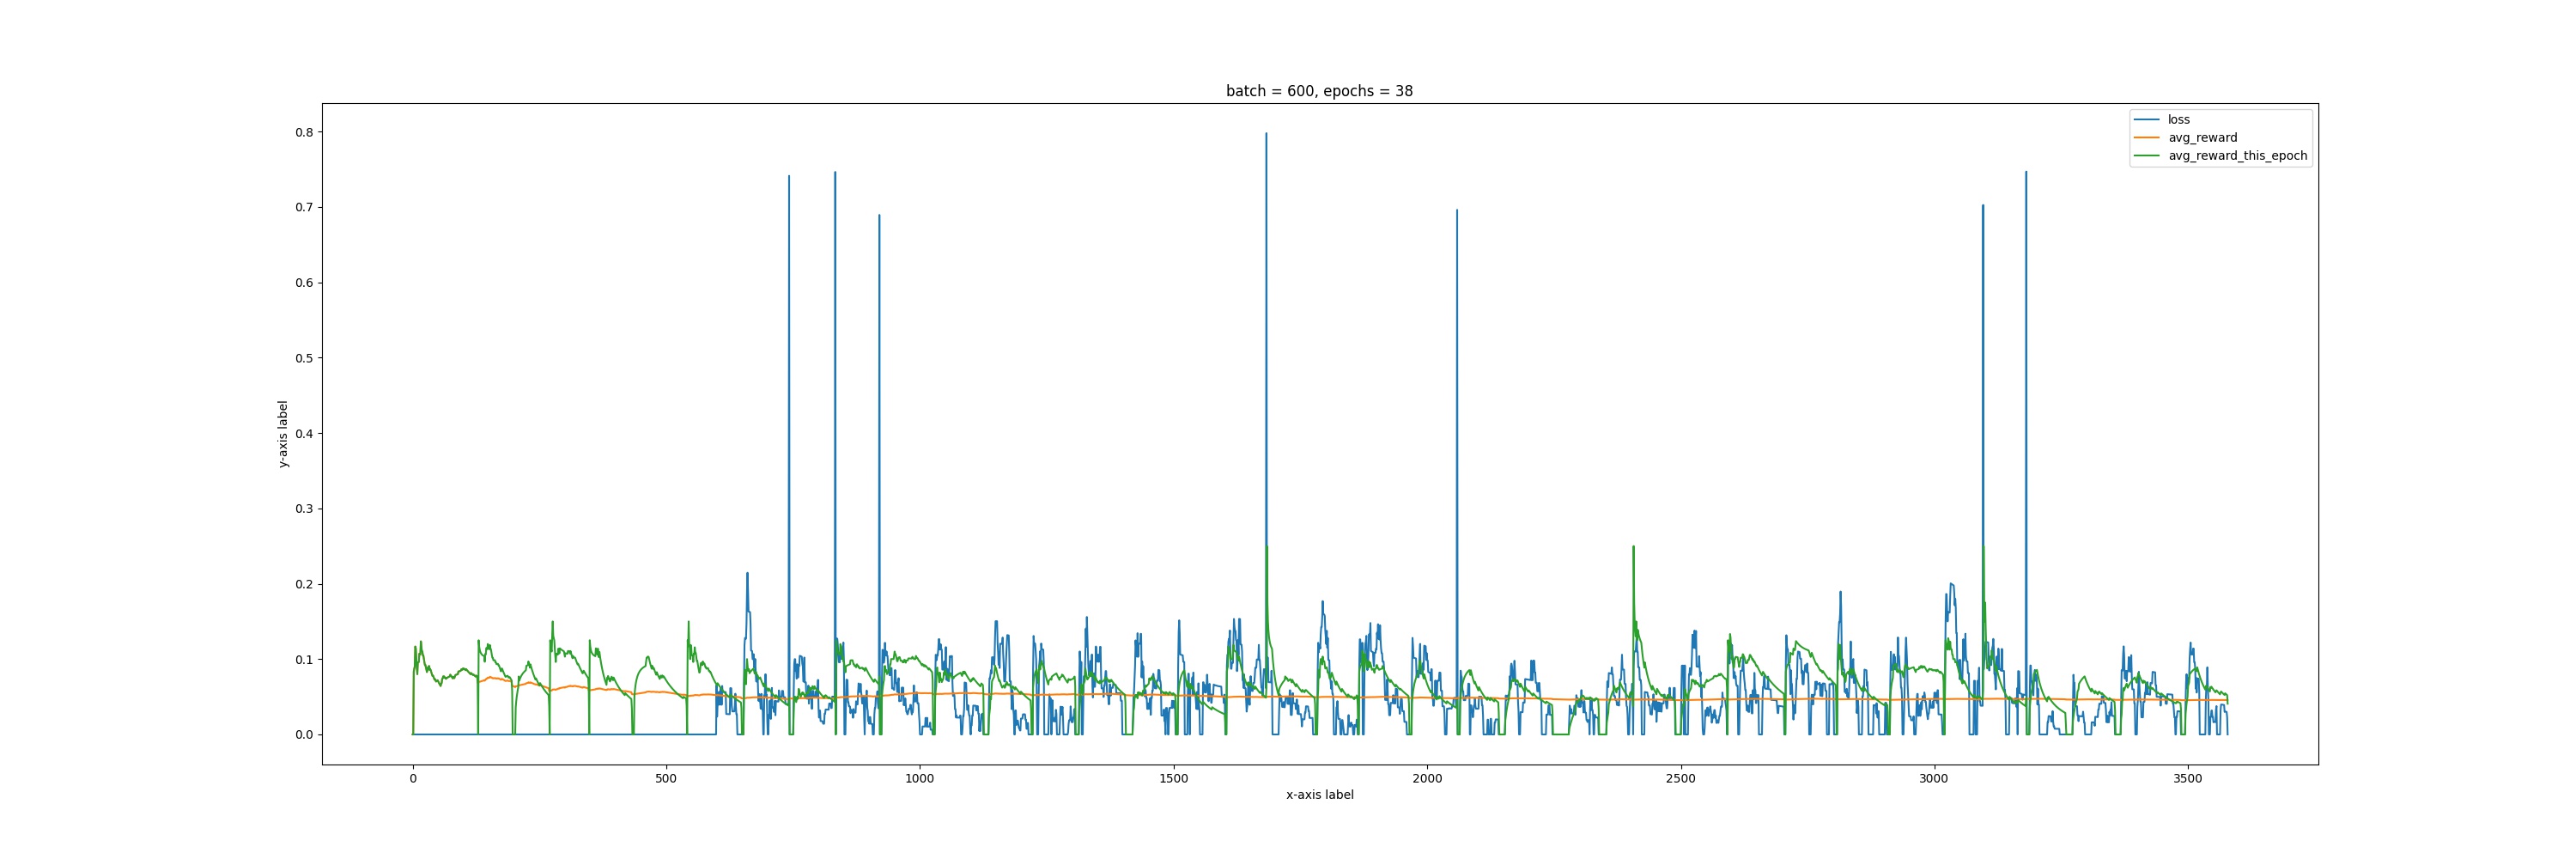 batch = 600, epochs = 38
loss
avg_reward
avg_reward_this_epoch
0.8
0.7
0.6
0.5
0.4
0.3
0.2
0.1
0.0
y-axis label
0 500 1000 1500 2000 2500 3000 3500
x-axis label